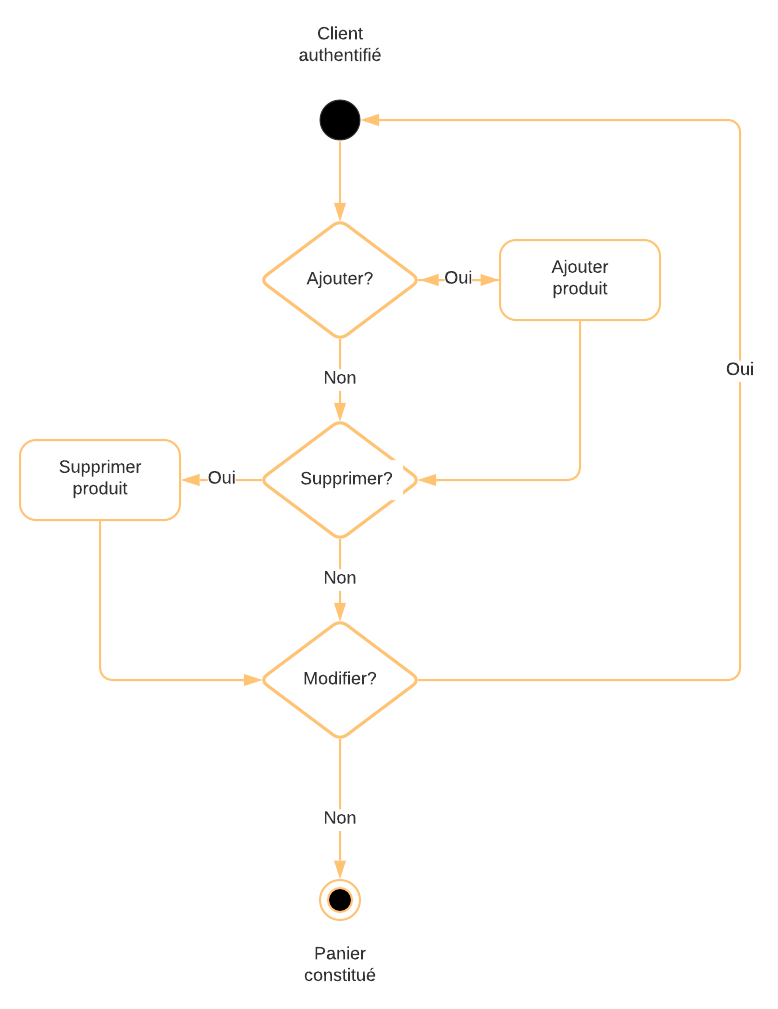 Client
authentifié
Ajouter?
Oui
Ajouter
produit
Oui
Non
Supprimer
produit
Oui
Supprimer?
Non
Modifier?
Non
Panier
constitué